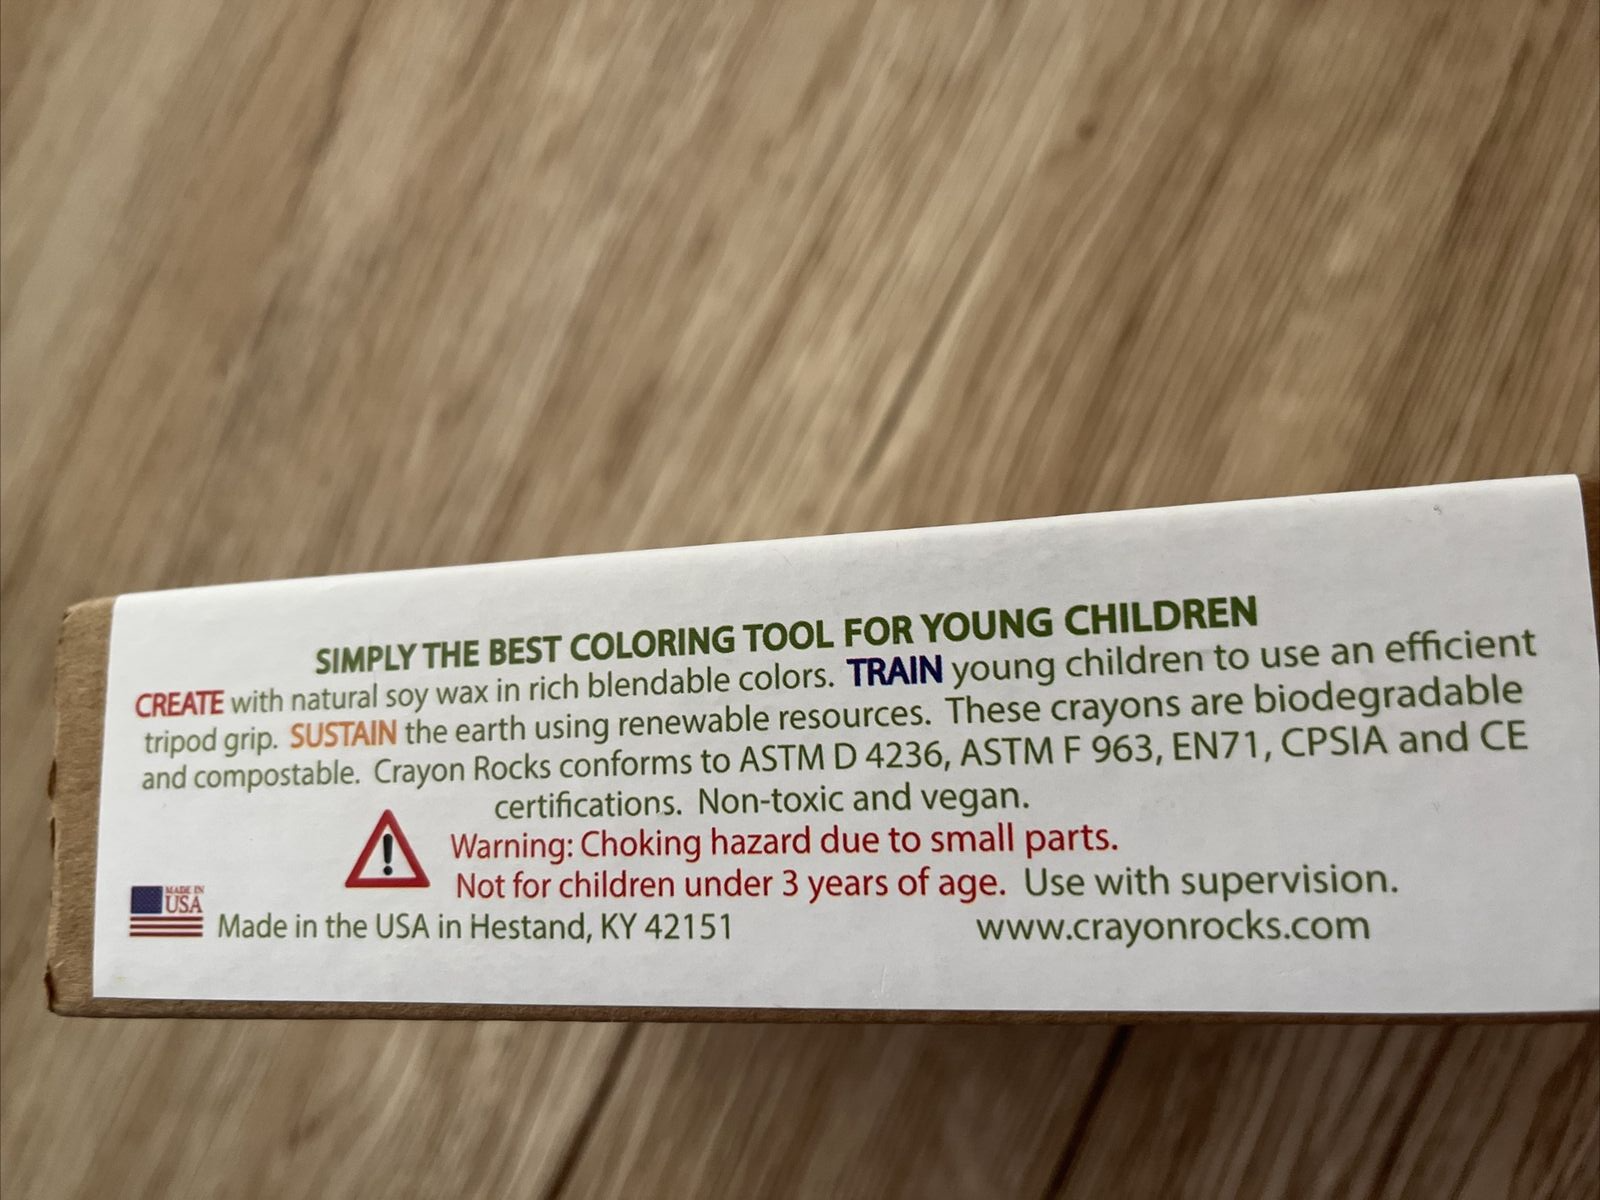 SIMPLY THE BEST COLORING TOOL FOR YOUNG CHILDREN
CREATE with natural soy wax in rich blendable colors. TRAIN young children to use an efficient
tripod grip. SUSTAIN the earth using renewable resources. These crayons are biodegradable
and compostable. Crayon Rocks conforms to ASTM D 4236, ASTM F 963, EN71, CPSIA and CE
certifications. Non-toxic and vegan.
! Warning: Choking hazard due to small parts.
Not for children under 3 years of age. Use with supervision.
MADE IN
USA
Made in the USA in Hestand, KY 42151 www.crayonrocks.com